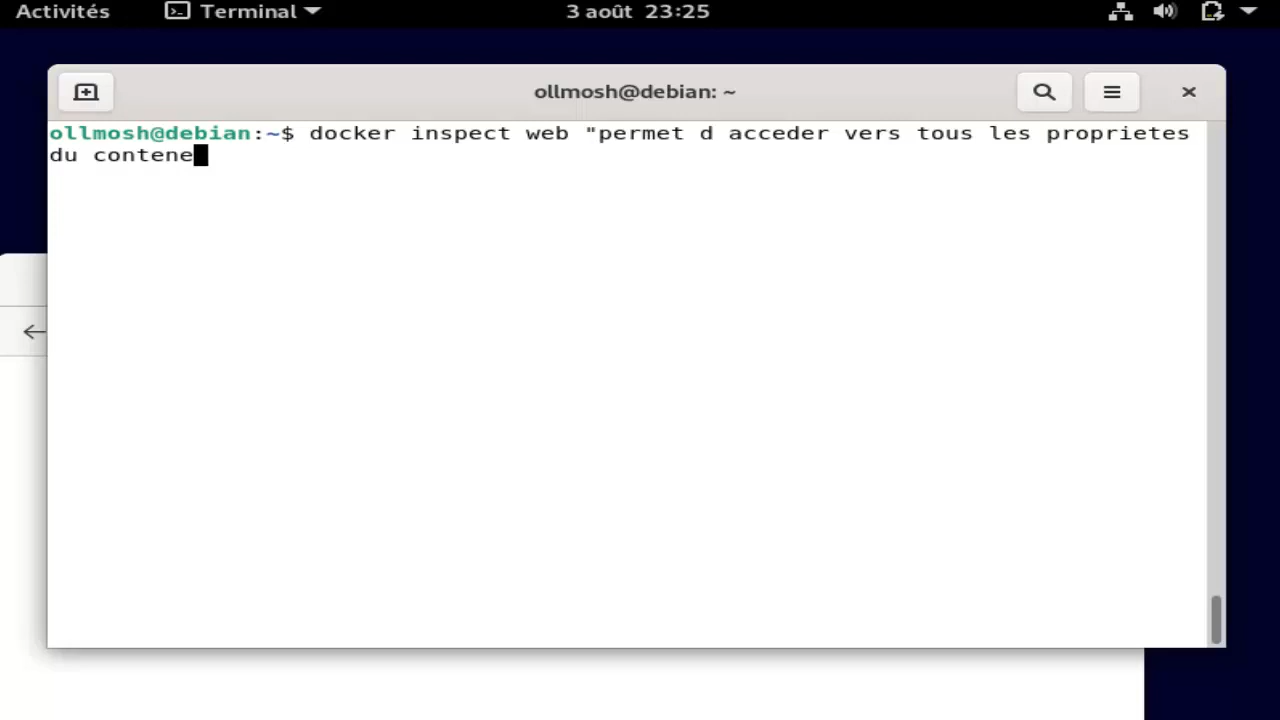 Activités Terminal 3 août 23:25
ollmosh@debian: ~
ollmosh@debian:~$ docker inspect web "permet d acceder vers tous les proprietes
du contene